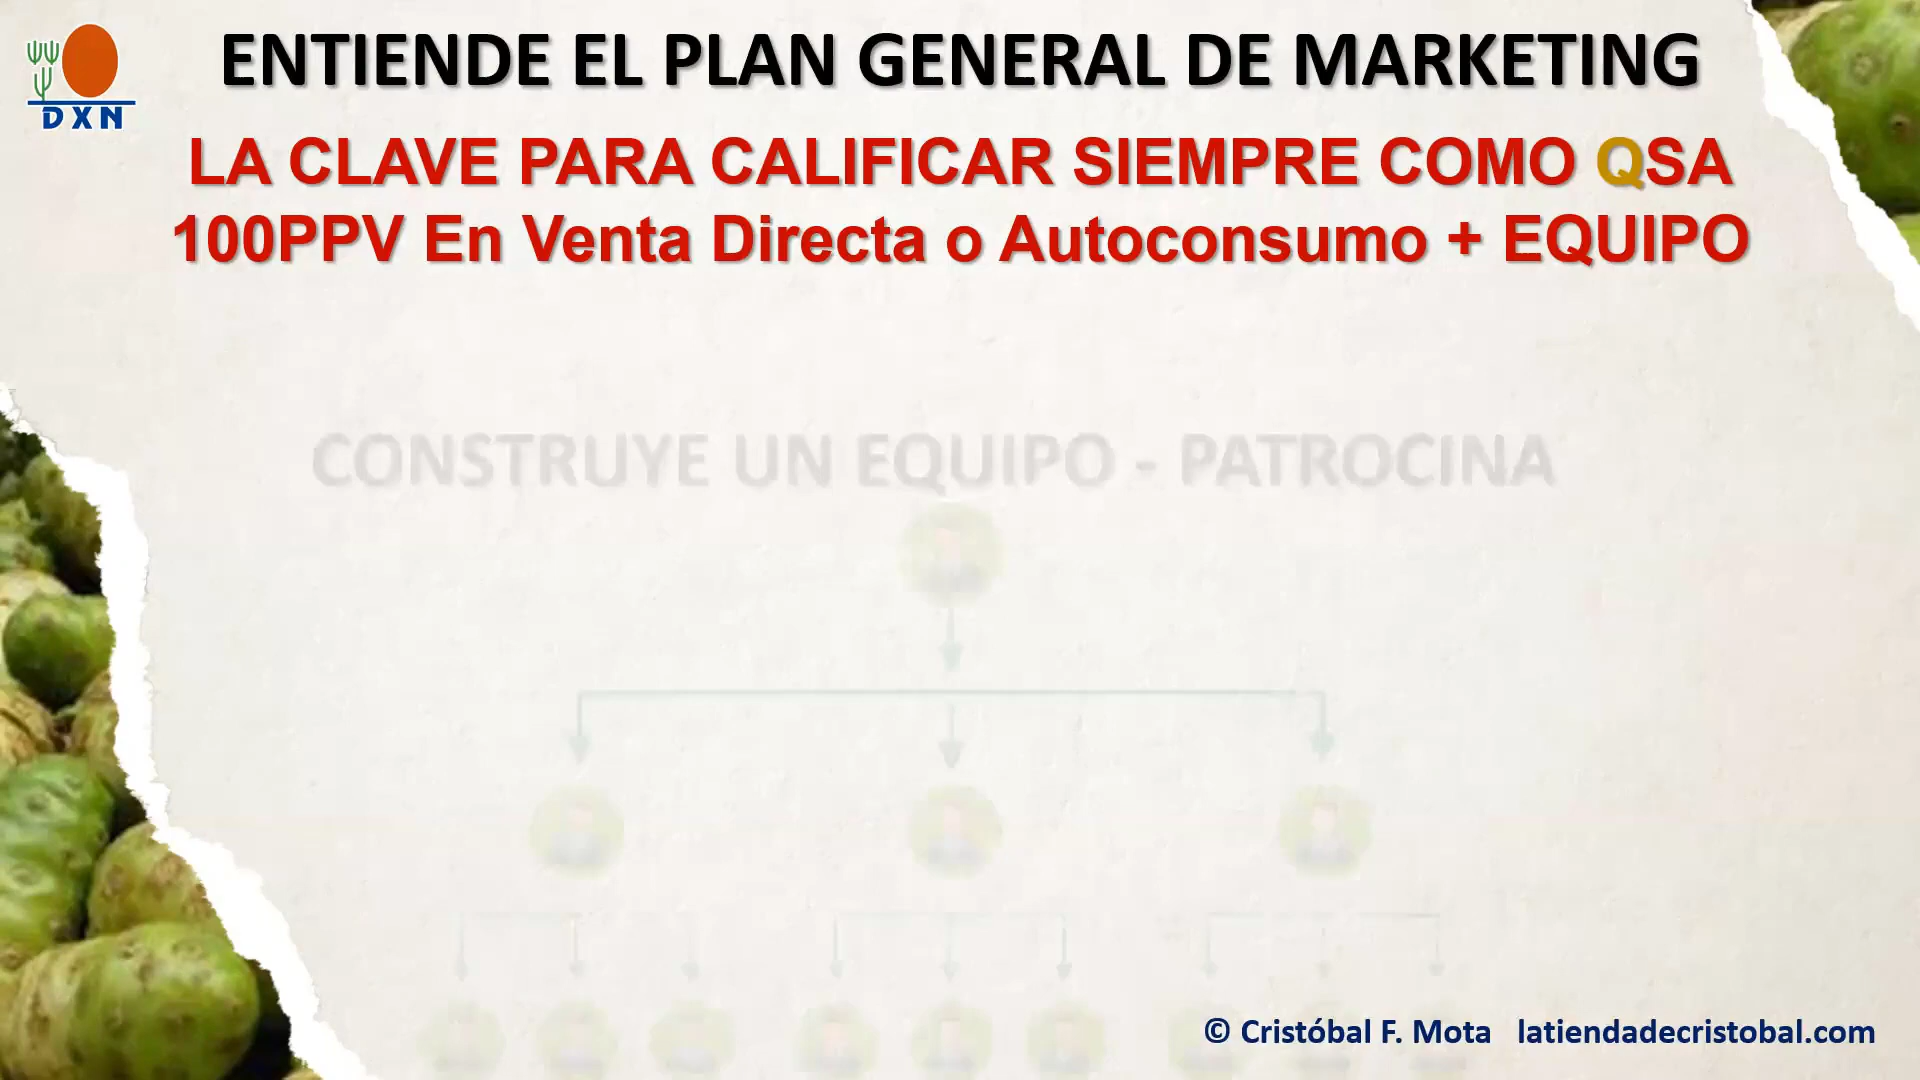 DXN
ENTIENDE EL PLAN GENERAL DE MARKETING
LA CLAVE PARA CALIFICAR SIEMPRE COMO QSA
100PPV En Venta Directa o Autoconsumo + EQUIPO
CONSTRUYE UN EQUIPO - PATROCINA
© Cristóbal F. Mota latiendadecristobal.com